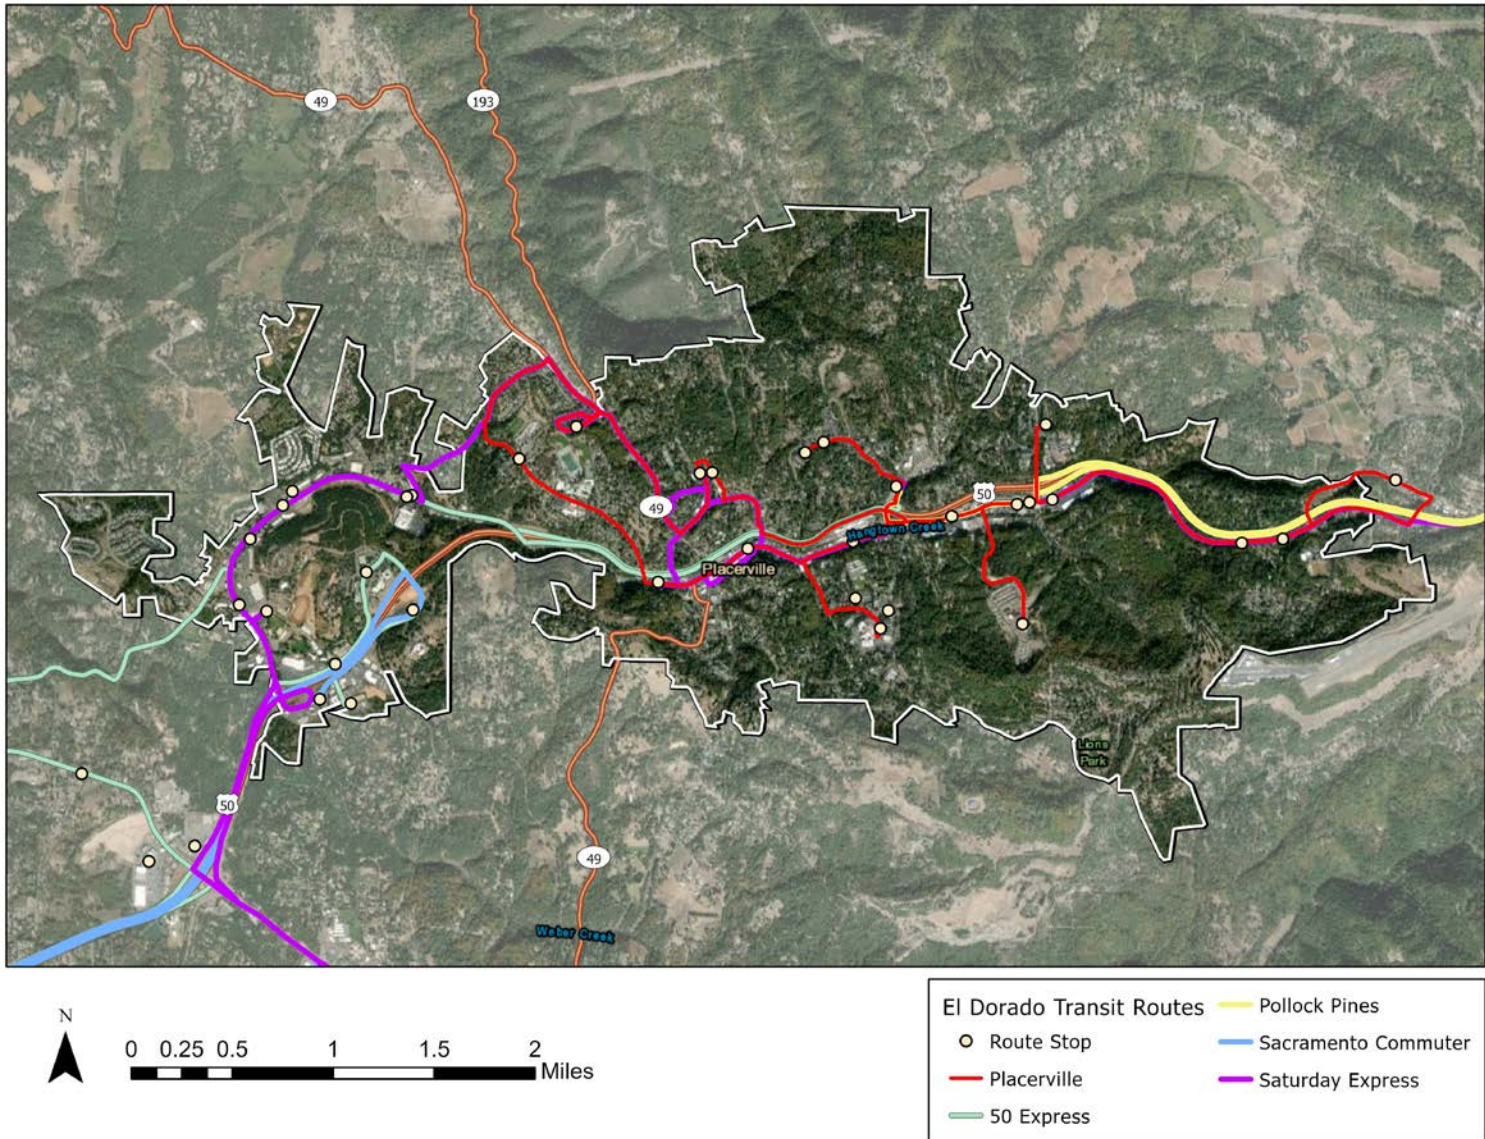 49
193
49
50
Hangtown Creek
Placerville
Lions
Park
50
49
Weber Creek
N
0 0.25 0.5 1 1.5 2
Miles
El Dorado Transit Routes
Route Stop
Placerville
50 Express
Pollock Pines
Sacramento Commuter
Saturday Express